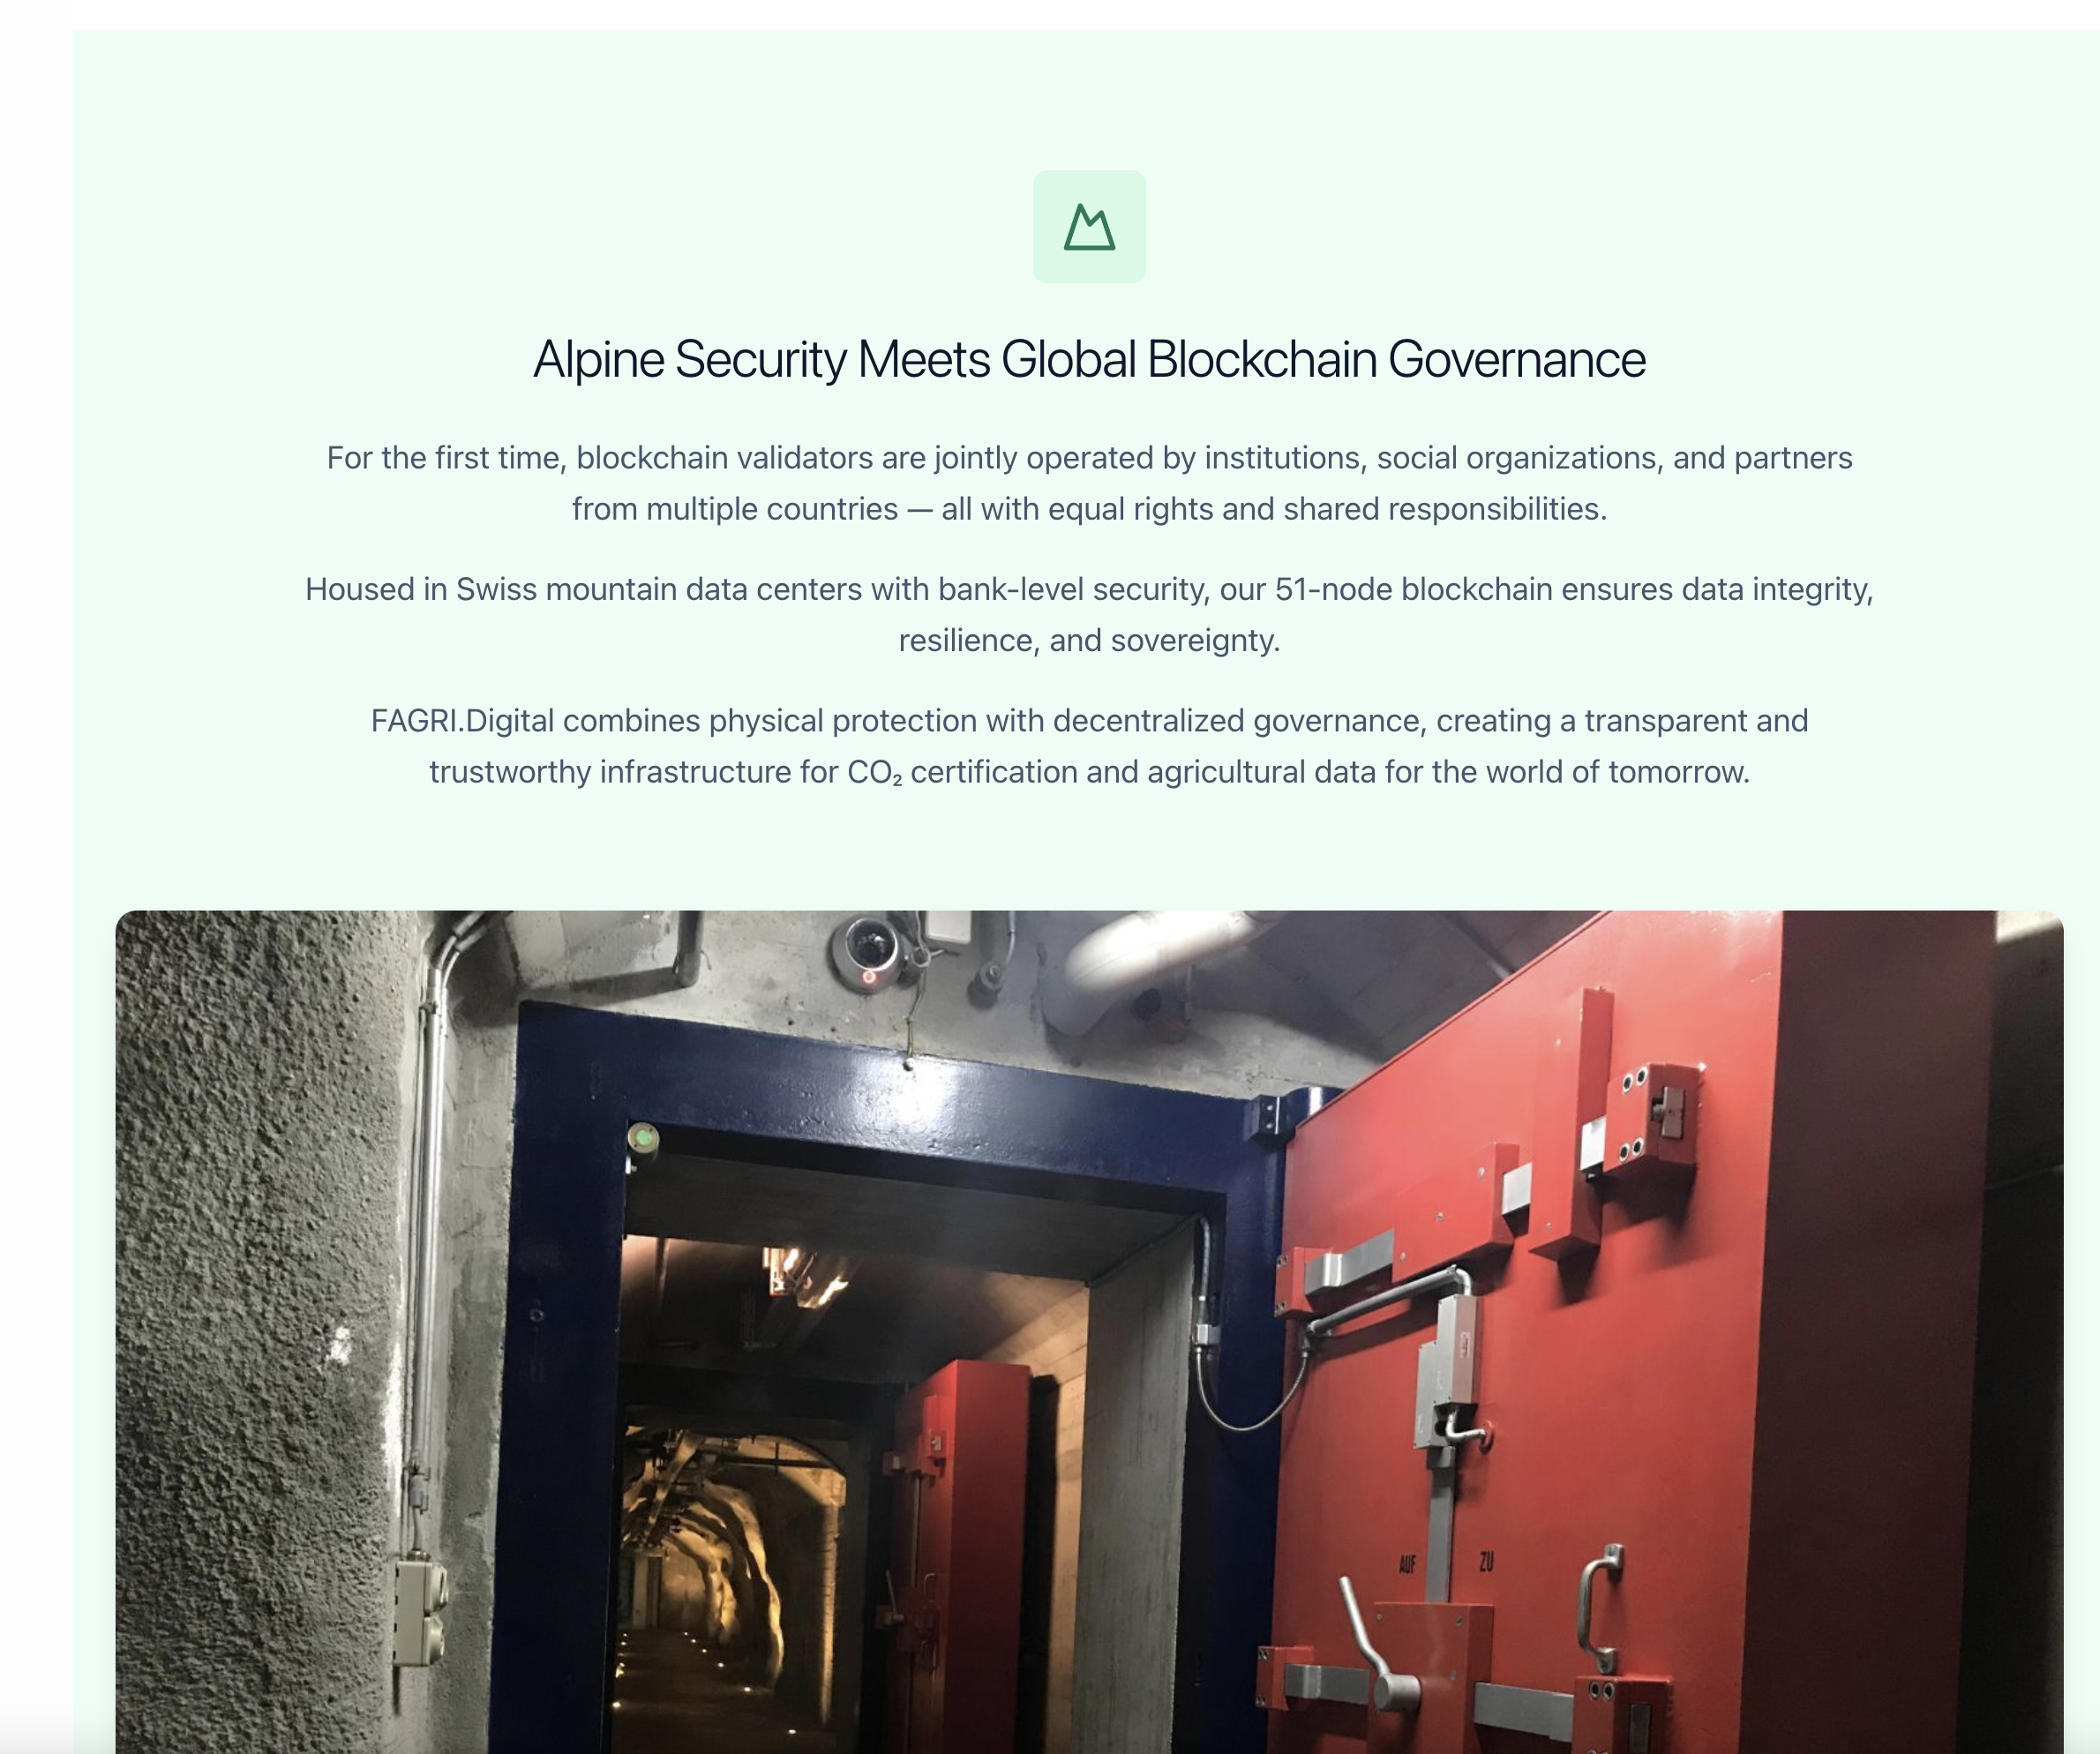 Alpine Security Meets Global Blockchain Governance
For the first time, blockchain validators are jointly operated by institutions, social organizations, and partners
from multiple countries — all with equal rights and shared responsibilities.
Housed in Swiss mountain data centers with bank-level security, our 51-node blockchain ensures data integrity,
resilience, and sovereignty.
FAGRI.Digital combines physical protection with decentralized governance, creating a transparent and
trustworthy infrastructure for CO₂ certification and agricultural data for the world of tomorrow.
AUF ZU